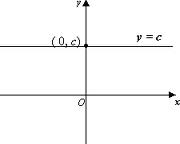 y
(0, c)
y = c
O
x